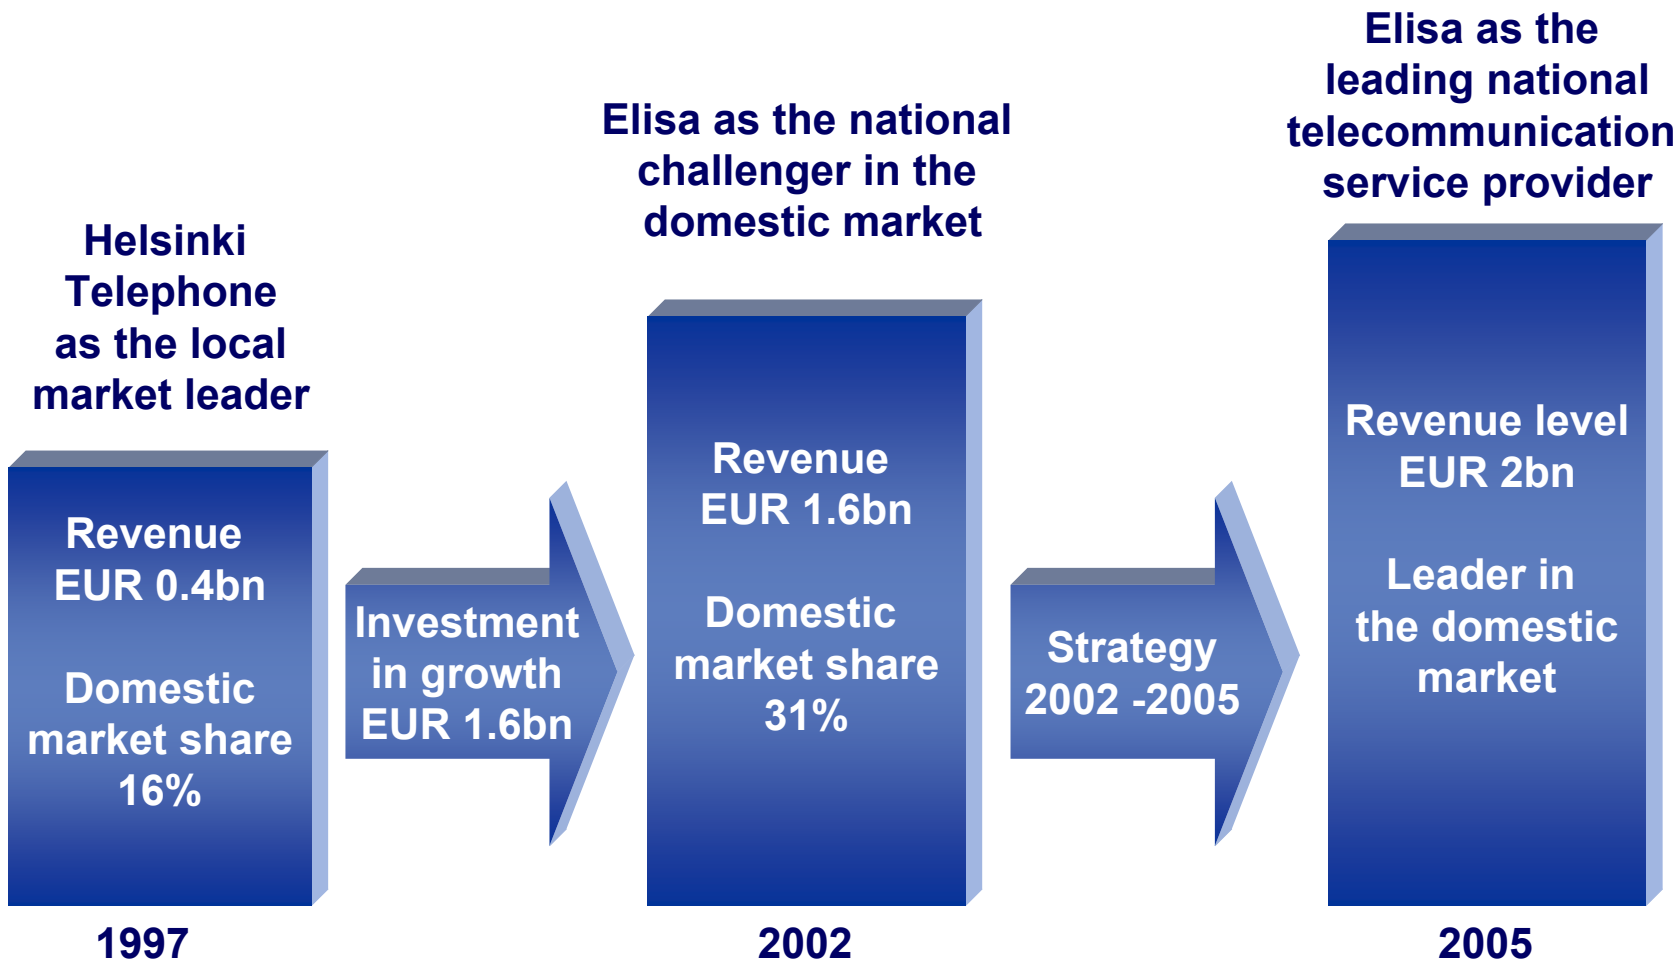 Helsinki
Telephone
as the local
market leader
Revenue
EUR 0.4bn
Domestic
market share
16%
1997
Investment
in growth
EUR 1.6bn
Elisa as the national
challenger in the
domestic market
Revenue
EUR 1.6bn
Domestic
market share
31%
2002
Strategy
2002 -2005
Elisa as the
leading national
telecommunication
service provider
Revenue level
EUR 2bn
Leader in
the domestic
market
2005